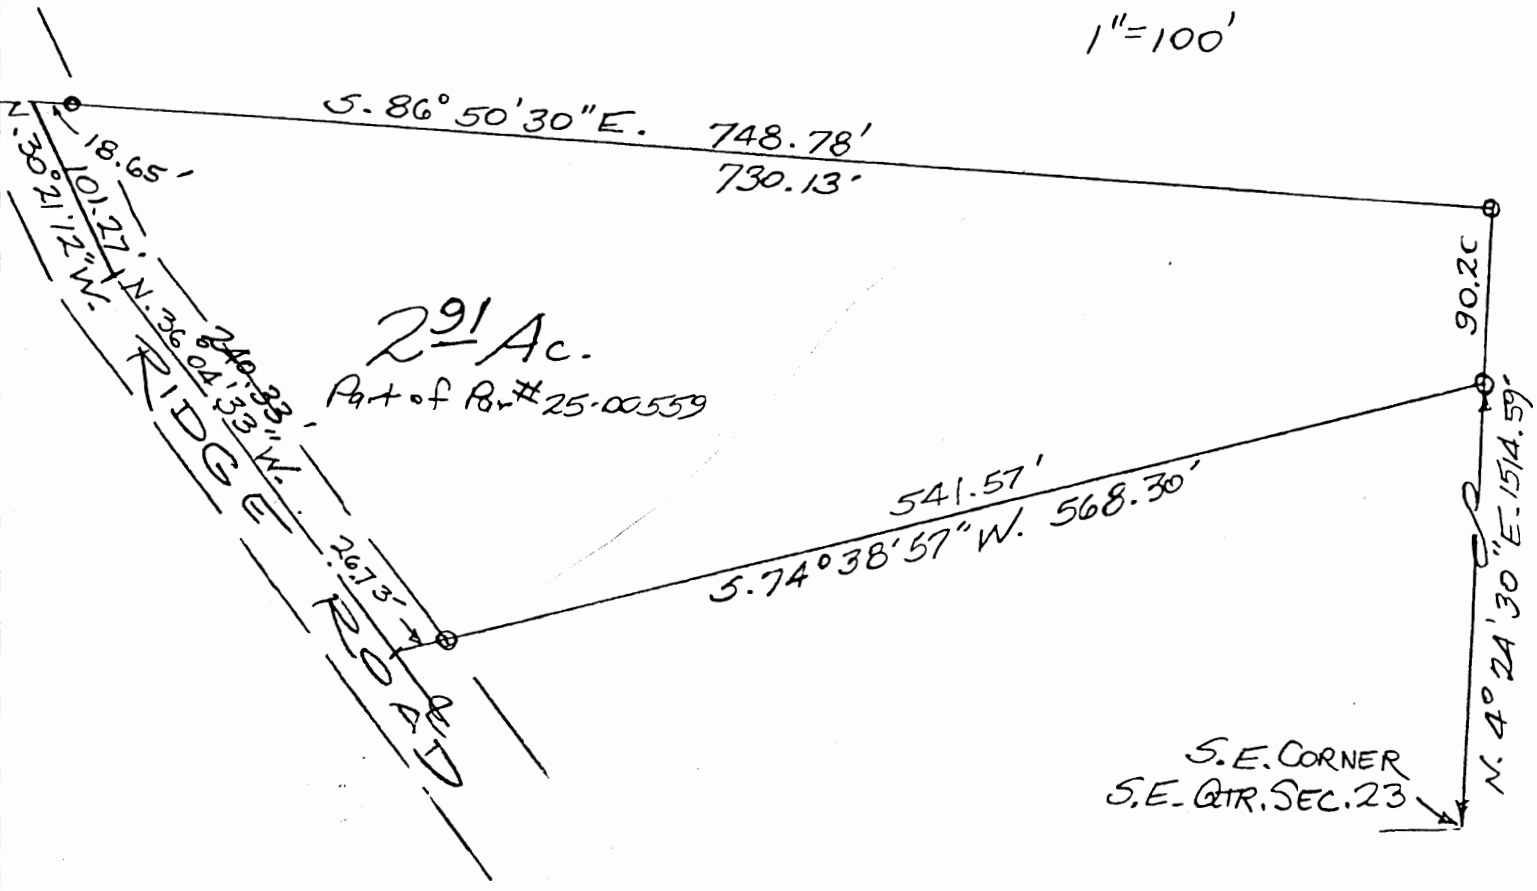 1"=100'
S. 86° 50' 30" E. 748.78'
730.13'
18.65'
N. 30° 21' 12" W.
101.27'
N. 36° 04' 33" W.
240.33'
2 91 Ac.
Part of Par# 25-00559
90.20
541.57'
S. 74° 38' 57" W. 568.30'
26.73'
RIDGE ROAD
N. 4° 24' 30" E. 1514.59'
S.E. CORNER
S.E. QTR. SEC. 23